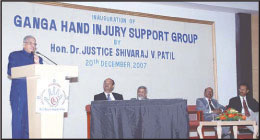 INAUGURATION OF
GANGA HAND INJURY SUPPORT GROUP
BY
HON. DR. JUSTICE SHIVARAJ V. PATIL
20TH DECEMBER 2007